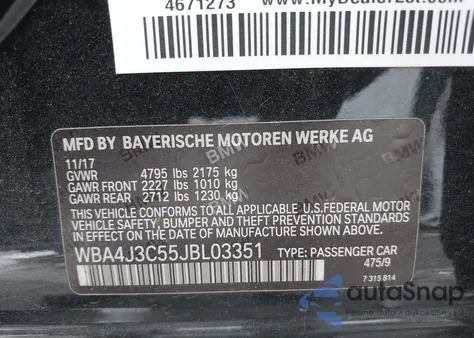 4671273 www.MyDealerLot.com
MFD BY BAYERISCHE MOTOREN WERKE AG
11/17
GVWR 4795 lbs 2175 kg
GAWR FRONT 2227 lbs 1010 kg
GAWR REAR 2712 lbs 1230 kg
THIS VEHICLE CONFORMS TO ALL APPLICABLE U.S.FEDERAL MOTOR
VEHICLE SAFETY, BUMPER, AND THEFT PREVENTION STANDARDS
IN EFFECT ON THE DATE OF MANUFACTURE SHOWN ABOVE.
WBA4J3C55JBL03351 TYPE: PASSENGER CAR
475/9
7 315 814
autoSnap